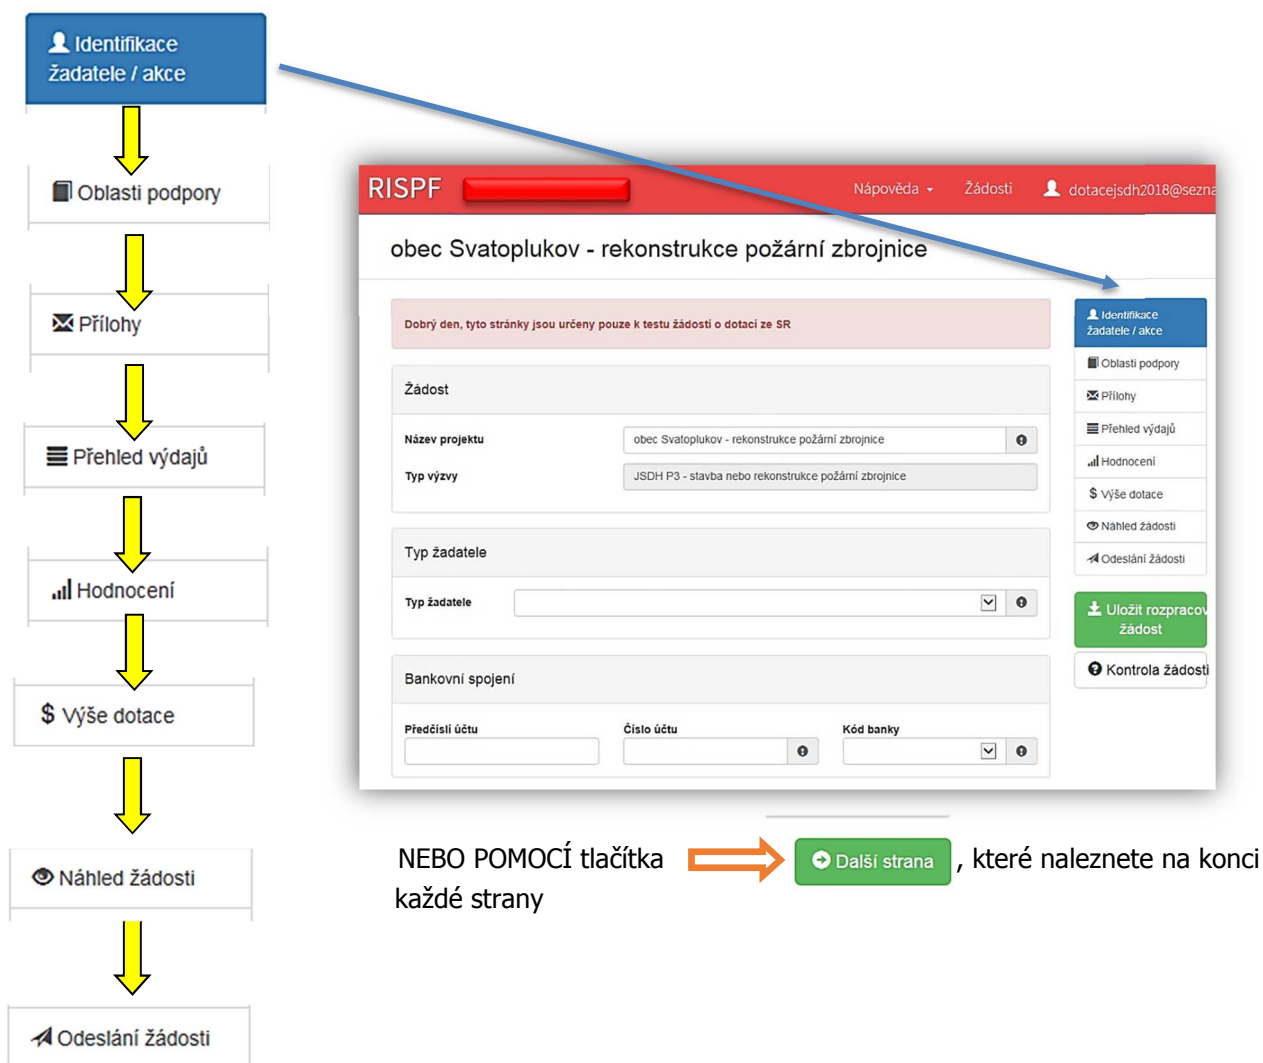 Identifikace
žadatele / akce
Oblasti podpory
Přílohy
Přehled výdajů
Hodnocení
$ Výše dotace
Náhled žádosti
Odeslání žádosti
RISPF
Nápověda
Žádosti
dotacejsdh2018@sezna
obec Svatoplukov - rekonstrukce požární zbrojnice
Dobrý den, tyto stránky jsou určeny pouze k testu žádostí o dotaci ze SR
Žádost
Název projektu
obec Svatoplukov - rekonstrukce požární zbrojnice
Typ výzvy
JSDH P3 - stavba nebo rekonstrukce požární zbrojnice
Typ žadatele
Typ žadatele
Bankovní spojení
Předčíslí účtu
Číslo účtu
Kód banky
Identifikace
žadatele / akce
Oblasti podpory
Přílohy
Přehled výdajů
Hodnocení
$ Výše dotace
Náhled žádosti
Odeslání žádosti
Uložit rozpracov
žádost
Kontrola žádosti
NEBO POMOCÍ tlačítka Další strana , které naleznete na konci
každé strany